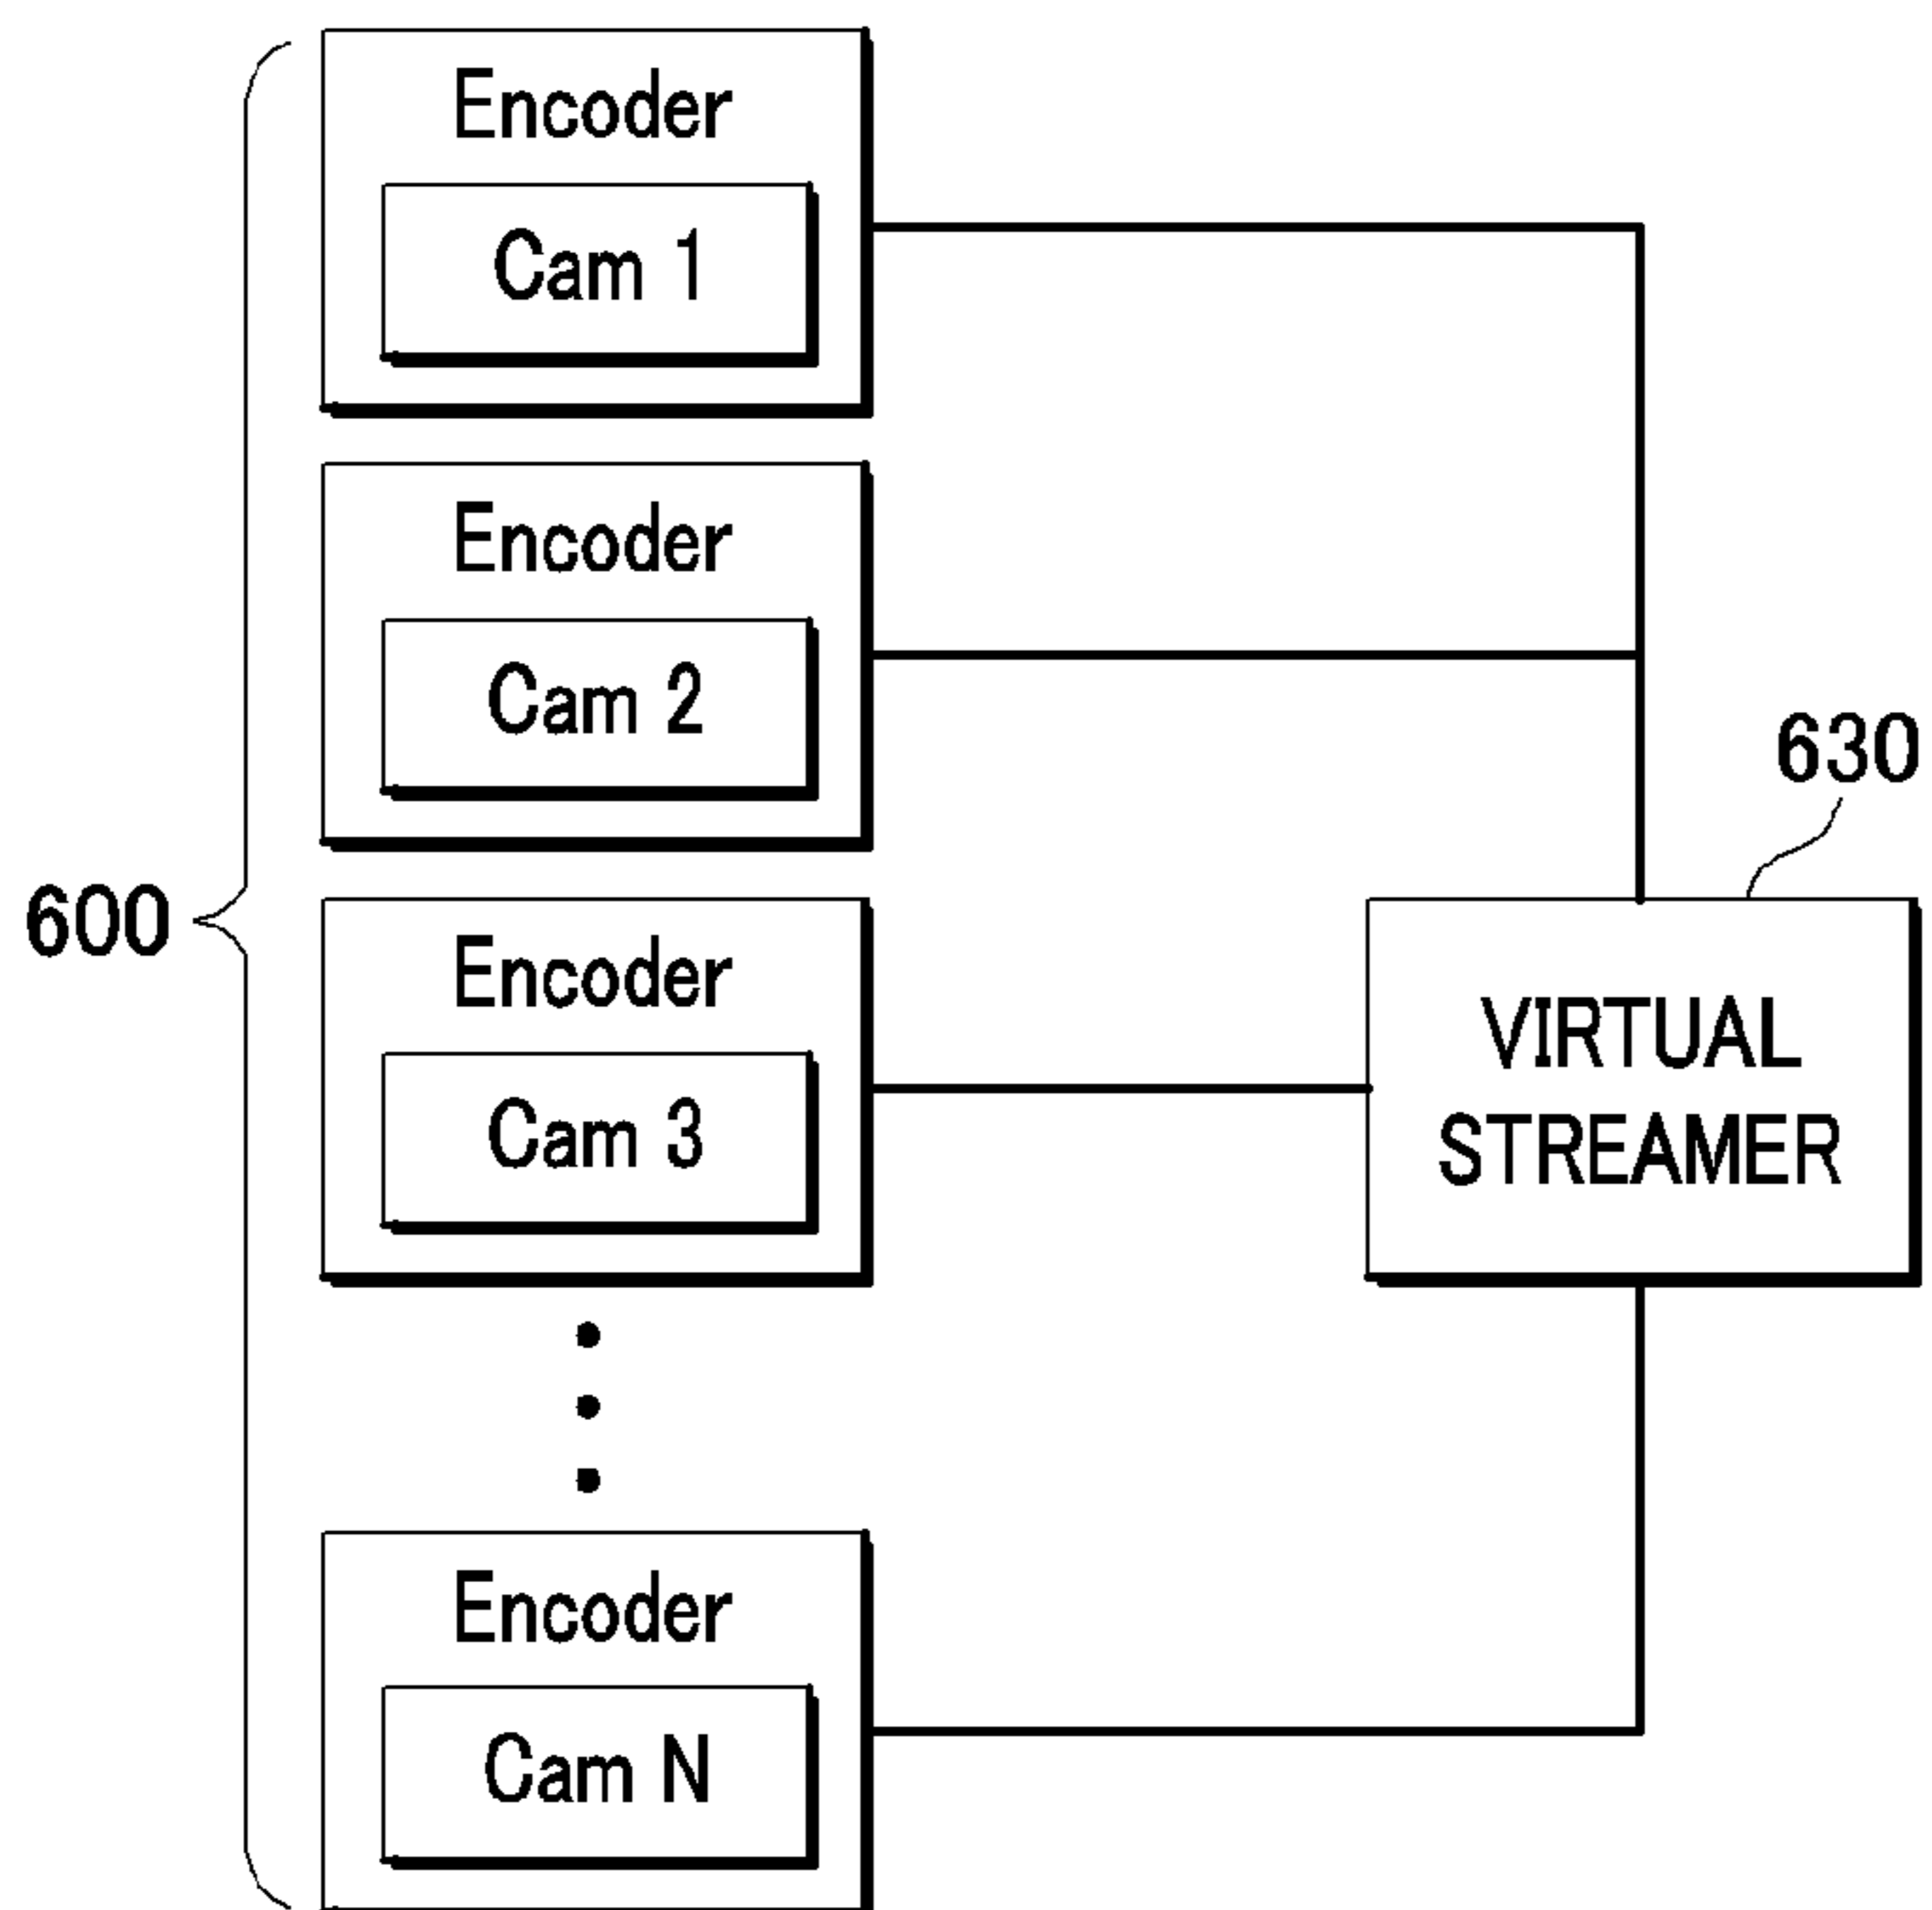 Encoder
Cam 1
Encoder
Cam 2
630
600
Encoder
Cam 3
VIRTUAL
STREAMER
Encoder
Cam N